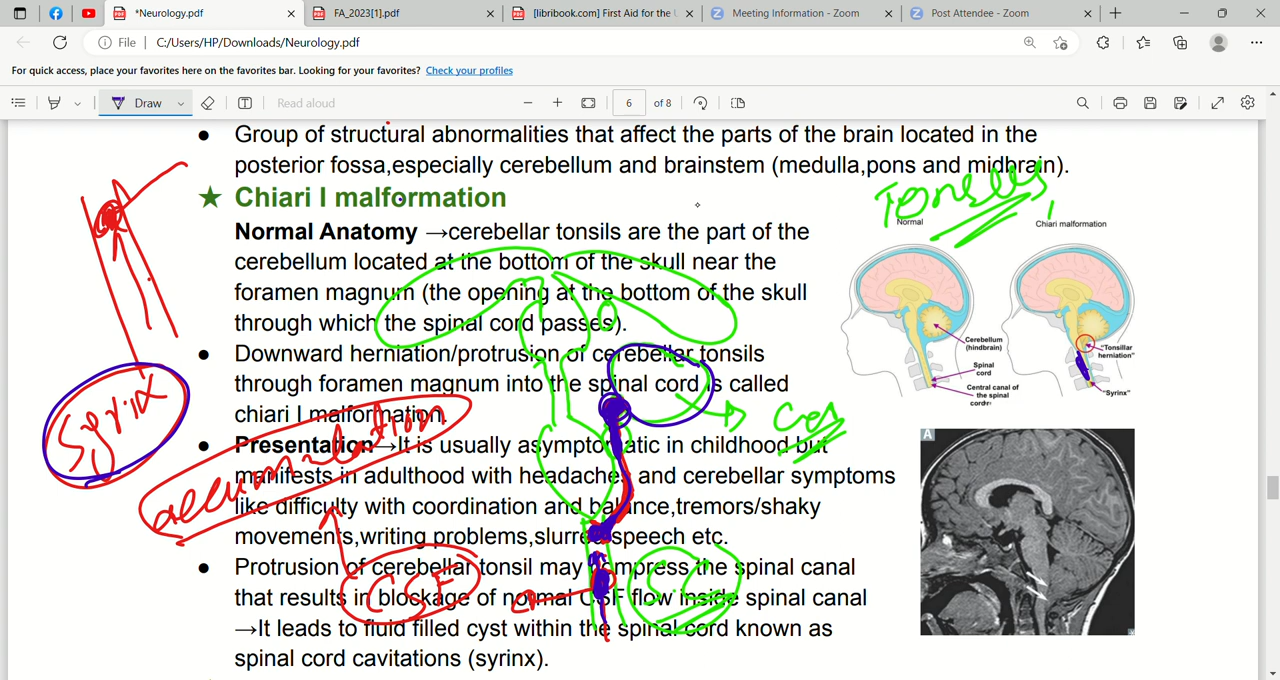 *Neurology.pdf
FA_2023[1].pdf
[libribook.com] First Aid for the U
Meeting Information - Zoom
Post Attendee - Zoom
File
C:/Users/HP/Downloads/Neurology.pdf
For quick access, place your favorites here on the favorites bar. Looking for your favorites? Check your profiles
Draw
Read aloud
6 of 8
● Group of structural abnormalities that affect the parts of the brain located in the
posterior fossa,especially cerebellum and brainstem (medulla,pons and midbrain).
★ Chiari I malformation
Normal Anatomy →cerebellar tonsils are the part of the
cerebellum located at the bottom of the skull near the
foramen magnum (the opening at the bottom of the skull
through which the spinal cord passes).
● Downward herniation/protrusion of cerebellar tonsils
through foramen magnum into the spinal cord is called
chiari I malformation.
● Presentation→It is usually asymptomatic in childhood but
manifests in adulthood with headaches and cerebellar symptoms
like difficulty with coordination and balance,tremors/shaky
movements,writing problems,slurred speech etc.
● Protrusion of cerebellar tonsil may compress the spinal canal
that results in blockage of normal CSF flow inside spinal canal
→It leads to fluid filled cyst within the spinal cord known as
spinal cord cavitations (syrinx).
Normal
Chiari malformation
Cerebellum
(hindbrain)
Spinal
cord
Central canal of
the spinal
cord
"Tonsillar
herniation"
"Syrinx"
A
Syrix
accumulation
CSF
S.C